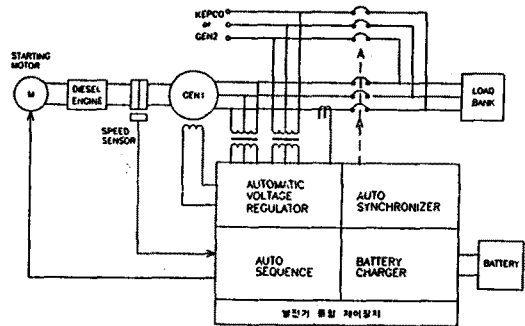 KEPCO
or
GEN2
STARTING
MOTOR
M
DIESEL
ENGINE
GEN1
LOAD
BANK
SPEED
SENSOR
AUTOMATIC
VOLTAGE
REGULATOR
AUTO
SYNCHRONIZER
AUTO
SEQUENCE
BATTERY
CHARGER
BATTERY
발전기 통합 제어장치